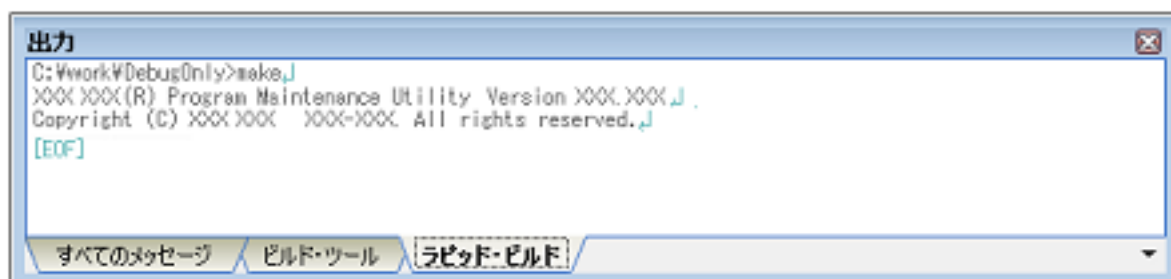 出力
C:¥work¥DebugOnly>make↲
XXX XXX(R) Program Maintenance Utility Version XXX.XXX↲
Copyright (C) XXX XXX XXX-XXX. All rights reserved.↲
[EOF]
すべてのメッセージ ビルド・ツール ラピッド・ビルド